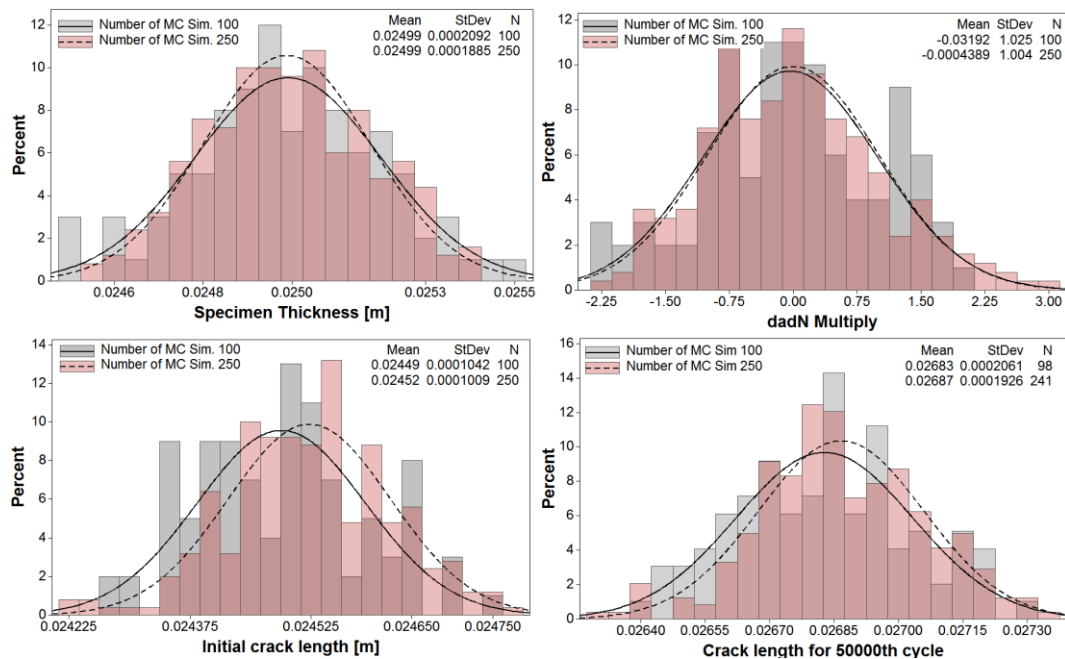 Number of MC Sim. 100
Number of MC Sim. 250
Mean StDev N
0.02499 0.0002092 100
0.02499 0.0001885 250
12
10
8
6
4
2
0
Percent
0.0246 0.0248 0.0250 0.0253 0.0255
Specimen Thickness [m]
Number of MC Sim. 100
Number of MC Sim. 250
Mean StDev N
-0.03192 1.025 100
-0.0004389 1.004 250
12
10
8
6
4
2
0
Percent
-2.25 -1.50 -0.75 0.00 0.75 1.50 2.25 3.00
dadN Multiply
Number of MC Sim. 100
Number of MC Sim. 250
Mean StDev N
0.02449 0.0001042 100
0.02452 0.0001009 250
14
12
10
8
6
4
2
0
Percent
0.024225 0.024375 0.024525 0.024650 0.024750
Initial crack length [m]
Number of MC Sim 100
Number of MC Sim 250
Mean StDev N
0.02683 0.0002061 98
0.02687 0.0001926 241
16
14
12
10
8
6
4
2
0
Percent
0.02640 0.02655 0.02670 0.02685 0.02700 0.02715 0.02730
Crack length for 50000th cycle